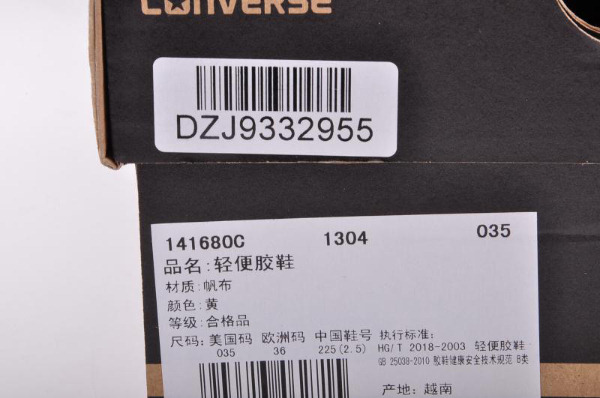 CONVERSE
DZJ9332955
141680C 1304 035
品名:轻便胶鞋
材质:帆布
颜色:黄
等级:合格品
尺码:美国码 欧洲码 中国鞋号 执行标准:
035 36 225(2.5) HG/T 2018-2003 轻便胶鞋
GB 25038-2010 胶鞋健康安全技术规范 B类
产地:越南